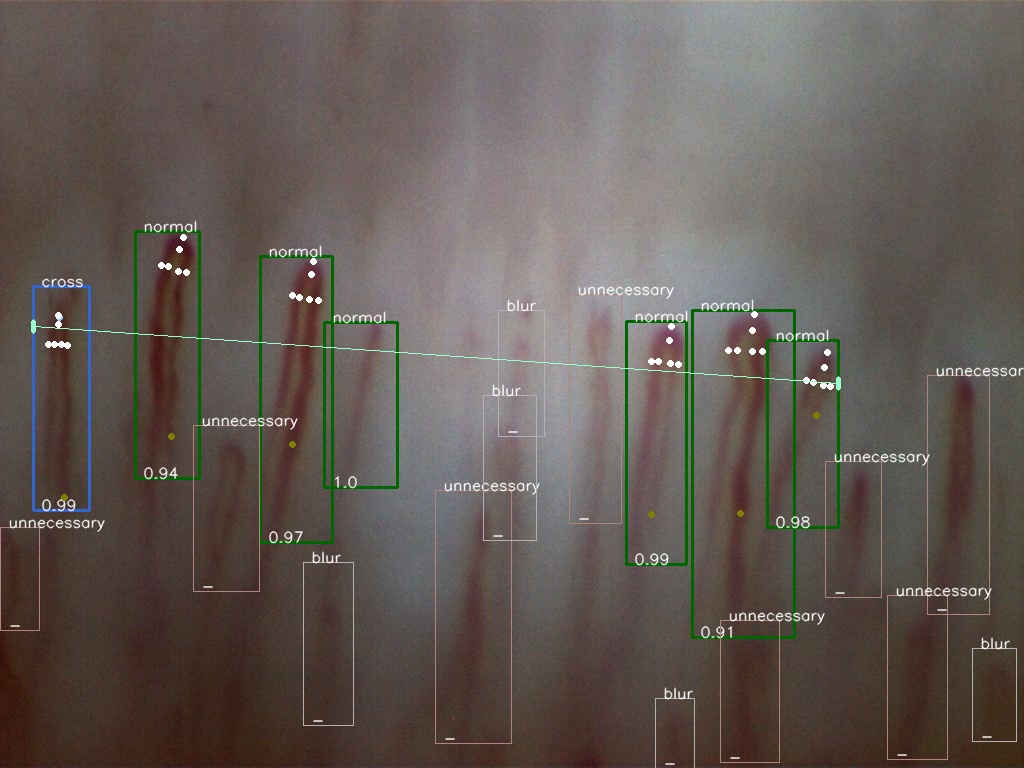 normal
normal
cross
unnecessary
blur
normal
normal
normal
normal
unnecessary
blur
unnecessary
unnecessary
0.94
1.0
unnecessary
0.99
unnecessary
0.98
0.97
blur
0.99
unnecessary
unnecessary
0.91
blur
blur